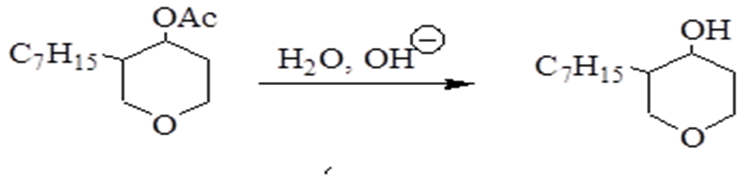 OAc
C₇H₁₅
O
H₂O, OH⊖
OH
C₇H₁₅
O